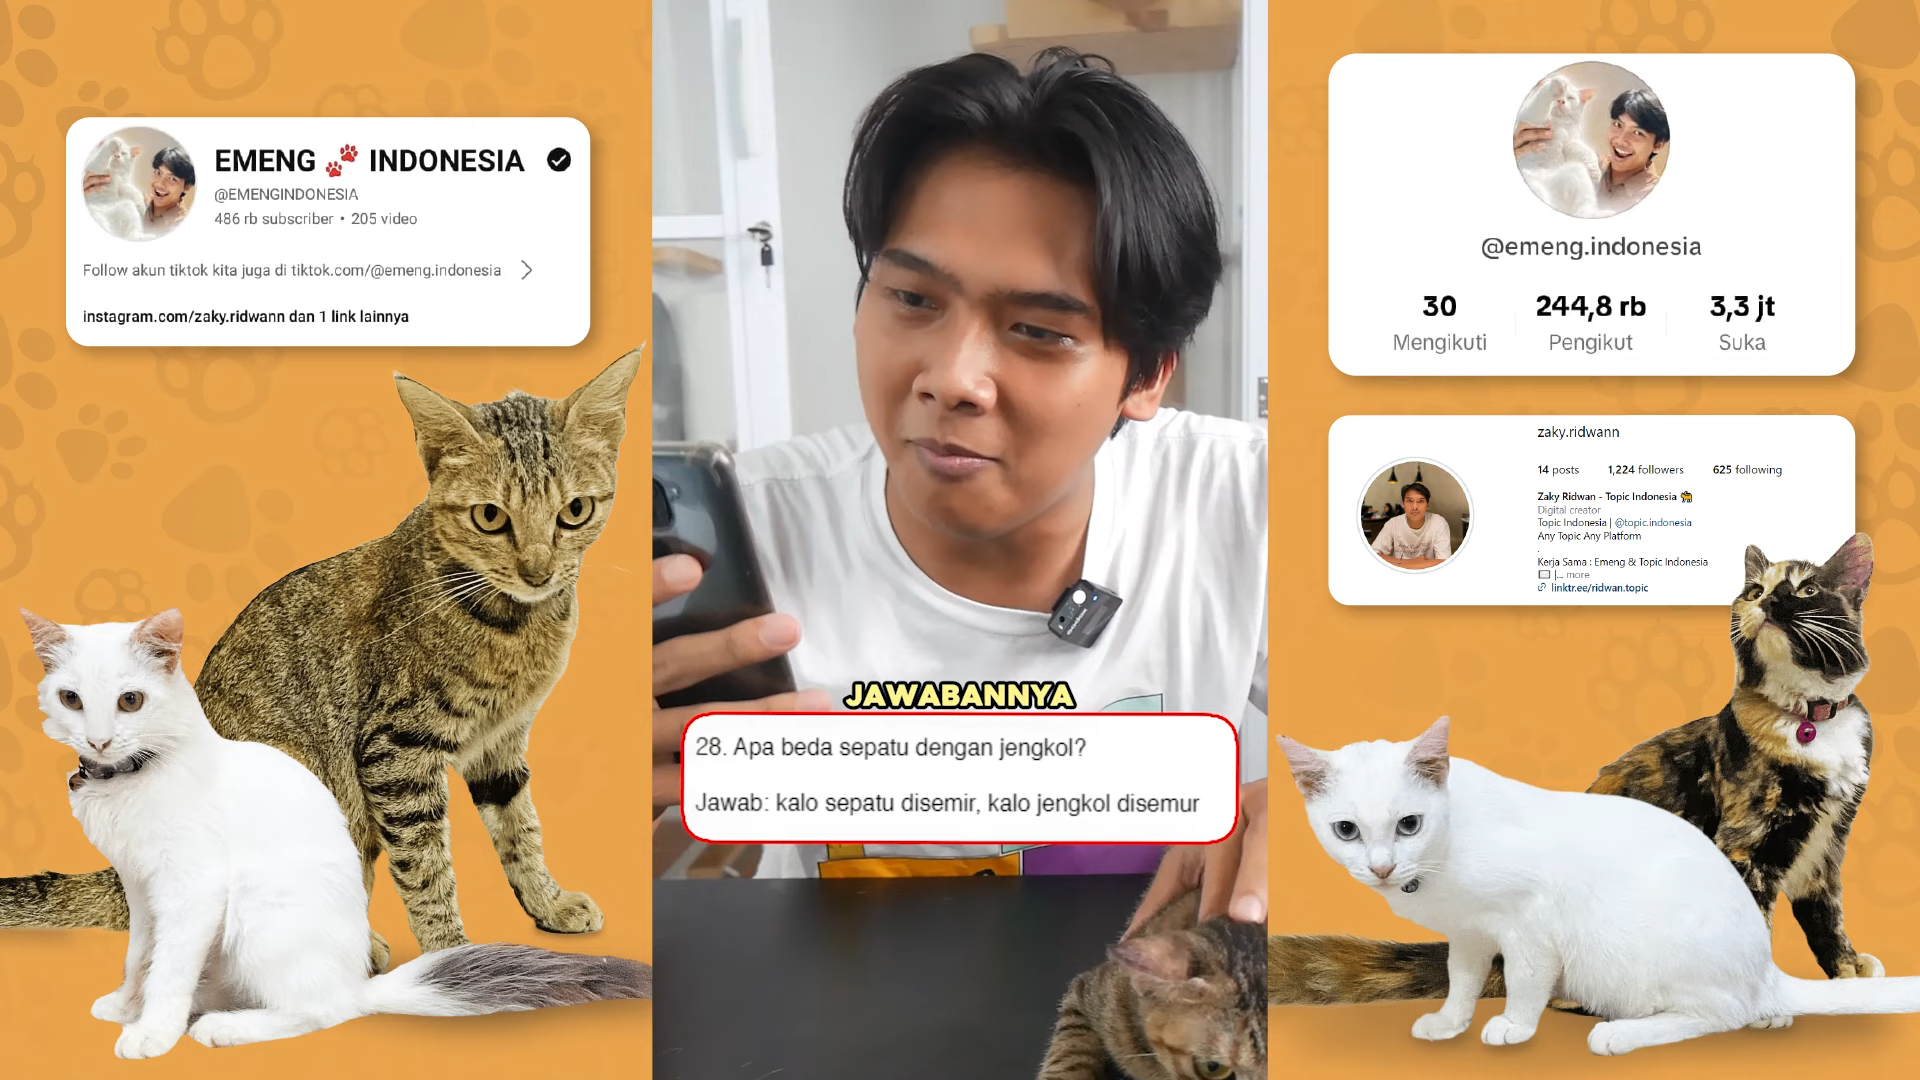 EMENG 🐾 INDONESIA
@EMENGINDONESIA
486 rb subscriber • 205 video
Follow akun tiktok kita juga di tiktok.com/@emeng.indonesia
instagram.com/zaky.ridwann dan 1 link lainnya
JAWABANNYA
28. Apa beda sepatu dengan jengkol?
Jawab: kalo sepatu disemir, kalo jengkol disemur
@emeng.indonesia
30 244,8 rb 3,3 jt
Mengikuti Pengikut Suka
zaky.ridwann
14 posts 1,224 followers 625 following
Zaky Ridwan - Topic Indonesia 🐅
Digital creator
Topic Indonesia | @topic.indonesia
Any Topic Any Platform
.
Kerja Sama : Emeng & Topic Indonesia
|... more
linktr.ee/ridwan.topic